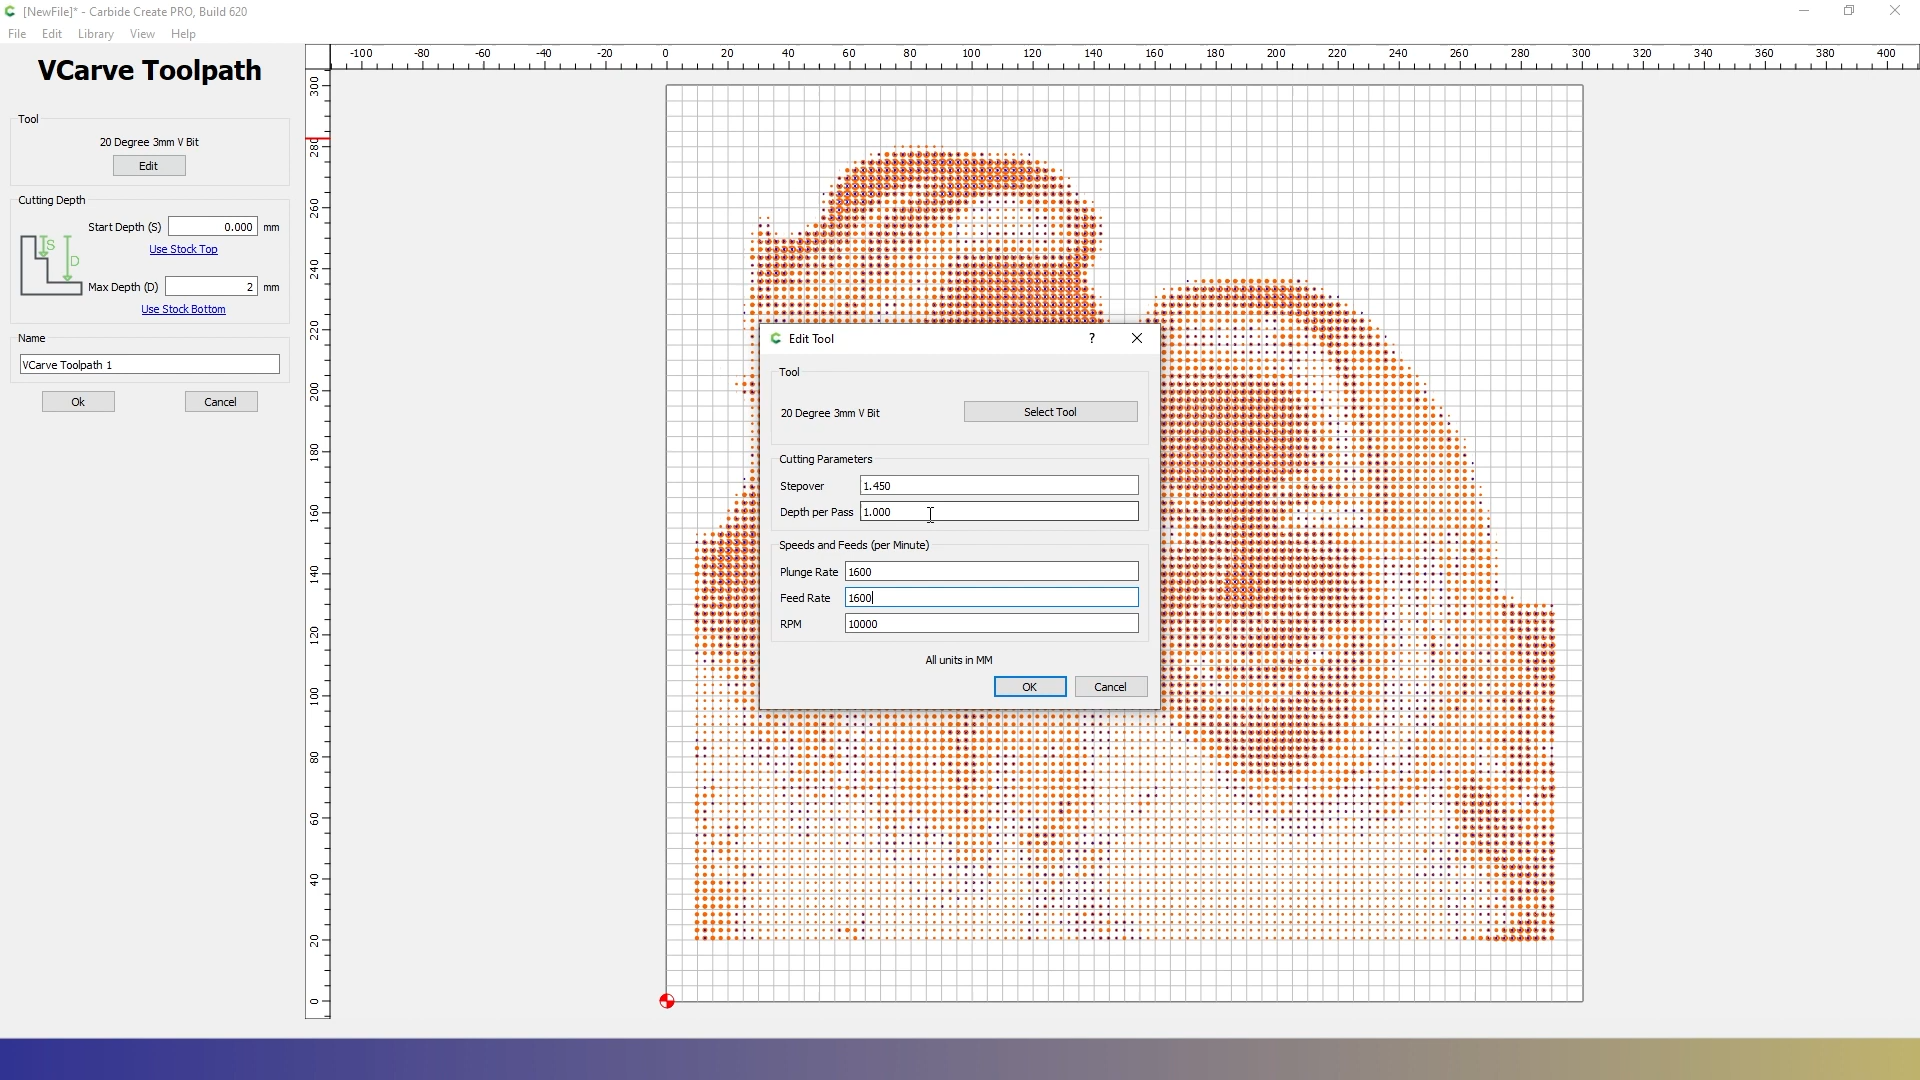 [NewFile]* - Carbide Create PRO, Build 620
File Edit Library View Help
VCarve Toolpath
Tool
20 Degree 3mm V Bit
Edit
Cutting Depth
Start Depth (S) 0.000 mm
Use Stock Top
S
D
Max Depth (D) 2 mm
Use Stock Bottom
Name
VCarve Toolpath 1
Ok Cancel
-100 -80 -60 -40 -20 0 20 40 60 80 100 120 140 160 180 200 220 240 260 280 300 320 340 360 380 400
300
280
260
240
220
200
180
160
140
120
100
80
60
40
20
0
Edit Tool ?
Tool
20 Degree 3mm V Bit Select Tool
Cutting Parameters
Stepover 1.450
Depth per Pass 1.000
Speeds and Feeds (per Minute)
Plunge Rate 1600
Feed Rate 1600
RPM 10000
All units in MM
OK Cancel